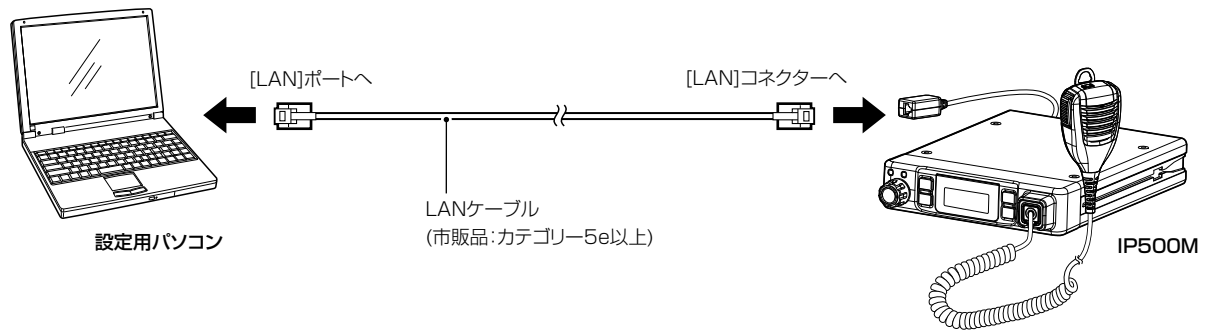 [LAN]ポートへ
[LAN]コネクターへ
LANケーブル
(市販品:カテゴリー5e以上)
設定用パソコン
IP500M